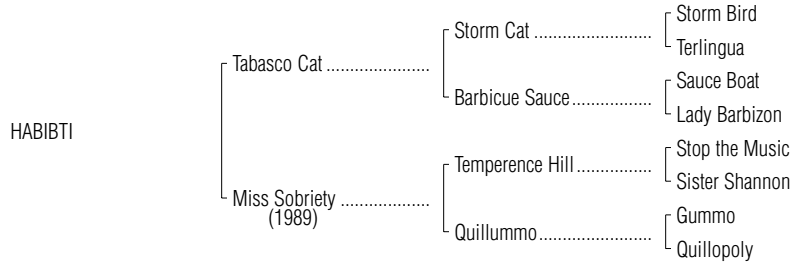 Storm Bird
Storm Cat ..........................
Terlingua
Tabasco Cat ......................
Sauce Boat
Barbicue Sauce..................
Lady Barbizon
HABIBTI
Stop the Music
Temperence Hill.................
Sister Shannon
Miss Sobriety ...................
(1989)
Gummo
Quillummo.........................
Quillopoly